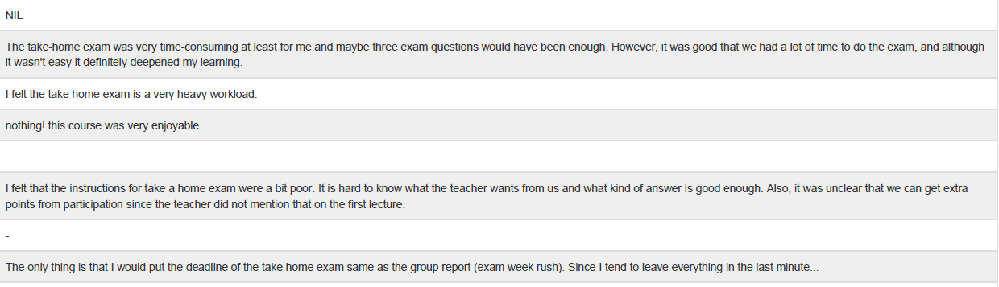 NIL
The take-home exam was very time-consuming at least for me and maybe three exam questions would have been enough. However, it was good that we had a lot of time to do the exam, and although
it wasn't easy it definitely deepened my learning.
I felt the take home exam is a very heavy workload.
nothing! this course was very enjoyable
-
I felt that the instructions for take a home exam were a bit poor. It is hard to know what the teacher wants from us and what kind of answer is good enough. Also, it was unclear that we can get extra
points from participation since the teacher did not mention that on the first lecture.
-
The only thing is that I would put the deadline of the take home exam same as the group report (exam week rush). Since I tend to leave everything in the last minute...